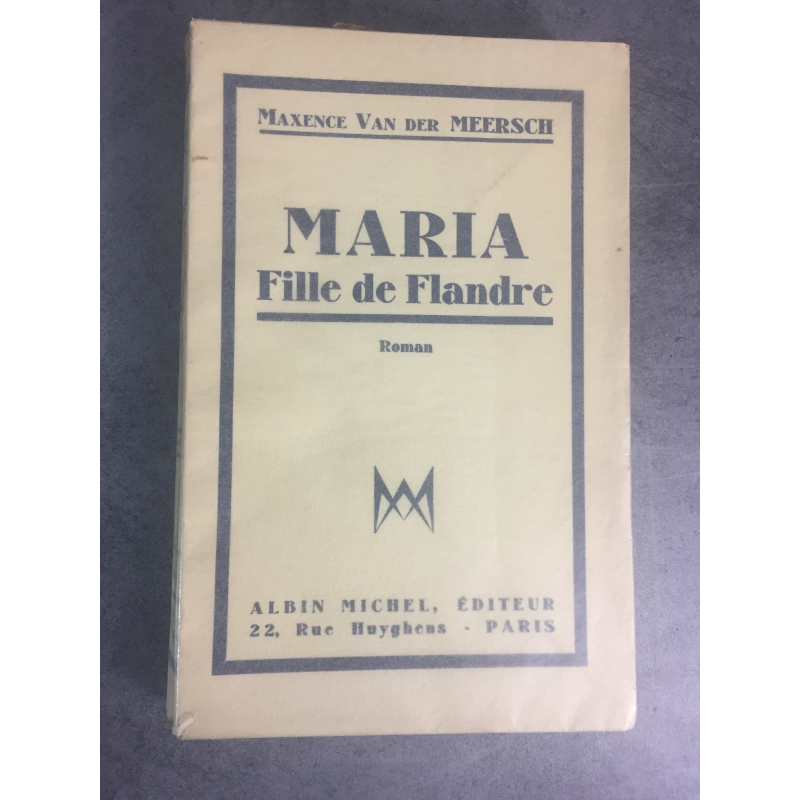 MAXENCE VAN DER MEERSCH
MARIA
Fille de Flandre
Roman
ALBIN MICHEL, ÉDITEUR
22, Rue Huyghens - PARIS